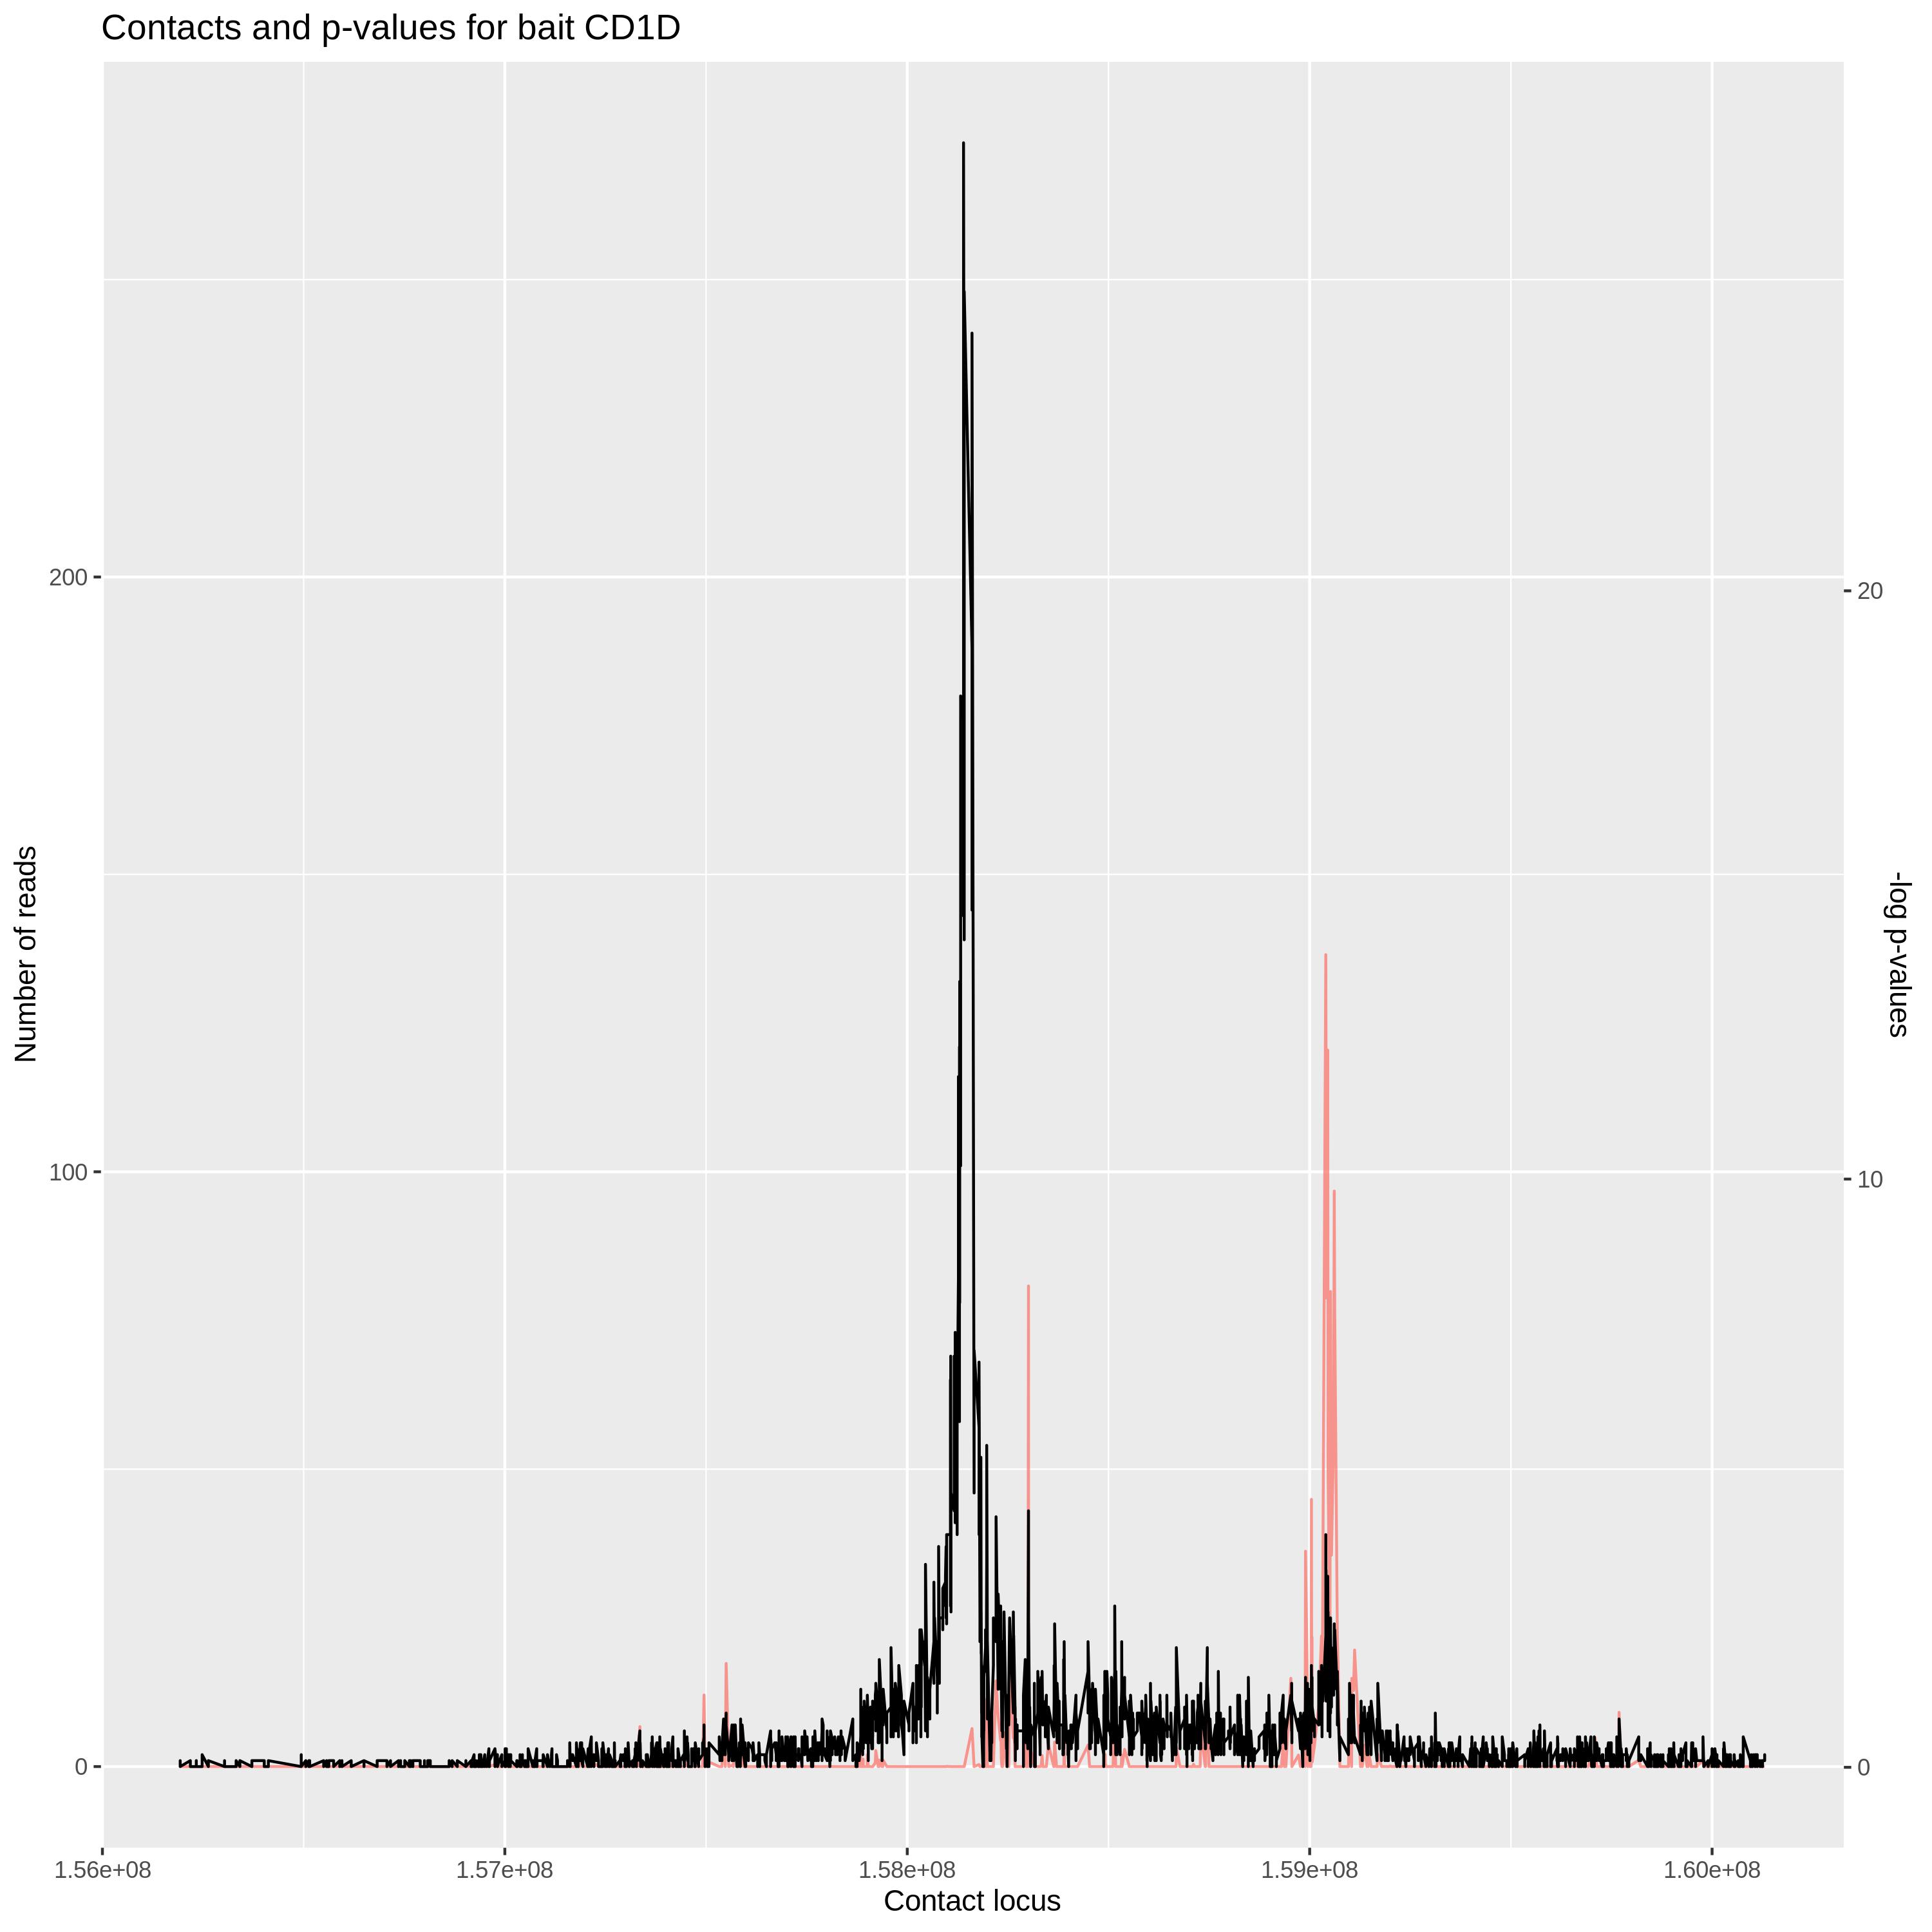 Contacts and p-values for bait CD1D
Number of reads
200
100
0
20
10
0
-log p-values
1.56e+08
1.57e+08
1.58e+08
1.59e+08
1.60e+08
Contact locus